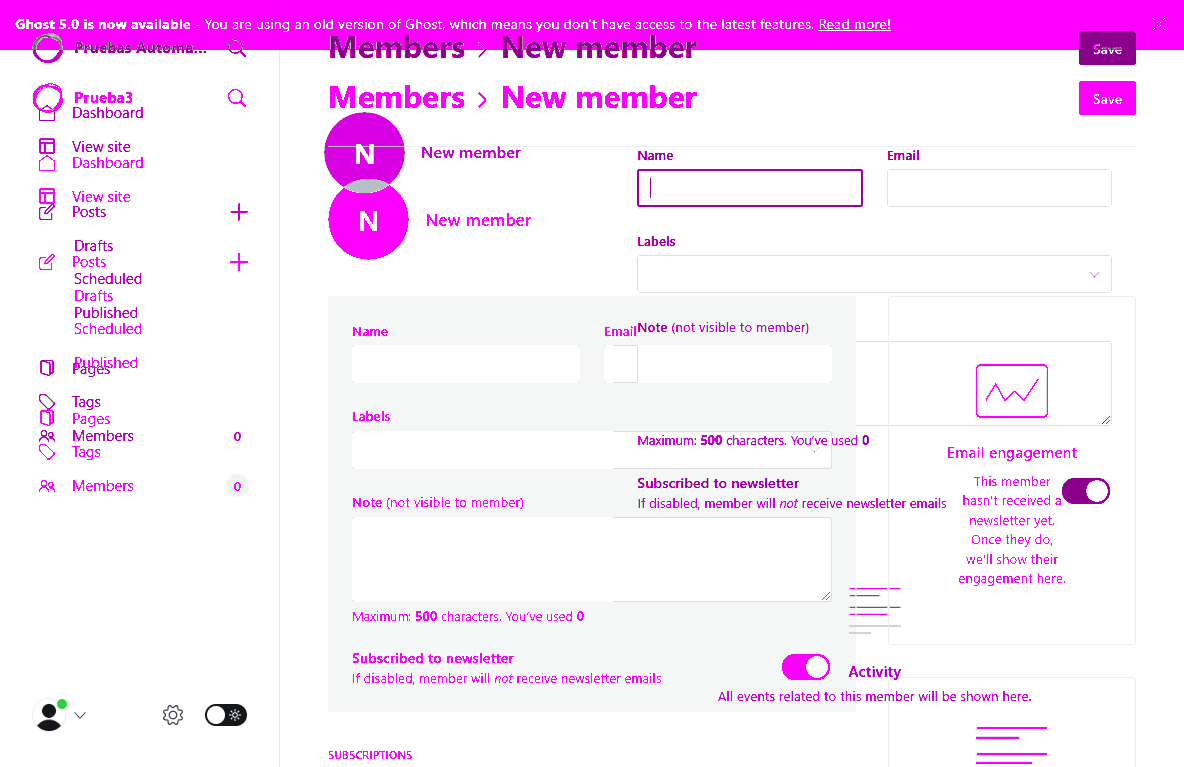 Ghost 5.0 is now available - You are using an old version of Ghost, which means you don't have access to the latest features. Read more!
Pruebas Automa...
Members > New member
Save
Prueba3
Members > New member
Save
Dashboard
View site
Dashboard
View site
Posts
Drafts
Posts
Scheduled
Drafts
Published
Scheduled
Published
Pages
Tags
Pages
Members 0
Tags
Members 0
N New member
N New member
Name
Email
Labels
Note (not visible to member)
Maximum: 500 characters. You've used 0
Subscribed to newsletter
If disabled, member will not receive newsletter emails
Name
Email
Labels
Note (not visible to member)
Maximum: 500 characters. You've used 0
Subscribed to newsletter
If disabled, member will not receive newsletter emails
Email engagement
This member
hasn't received a
newsletter yet.
Once they do,
we'll show their
engagement here.
Activity
All events related to this member will be shown here.
SUBSCRIPTIONS